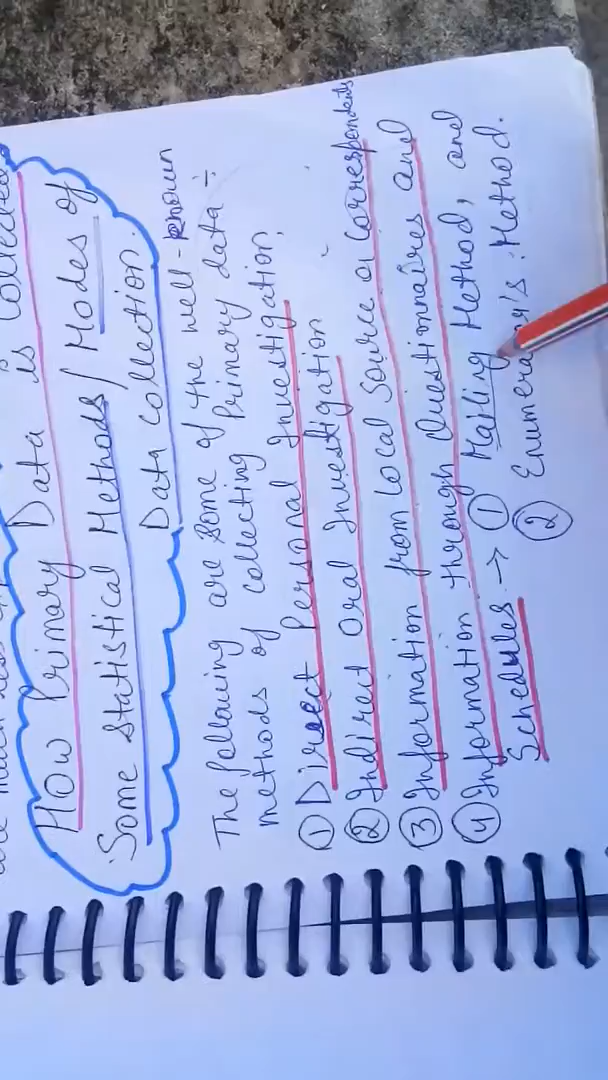 How Primary Data is Collected
Some Statistical Methods / Modes of
Data Collection.
The following are some of the well-known
methods of collecting Primary data ÷
① Direct Personal Investigation,
② Indirect Oral Investigation
③ Information from Local Source or Correspondents
④ Information through Questionnaires and
Schedules → ① Mailing Method, and
② Enumerator's Method.